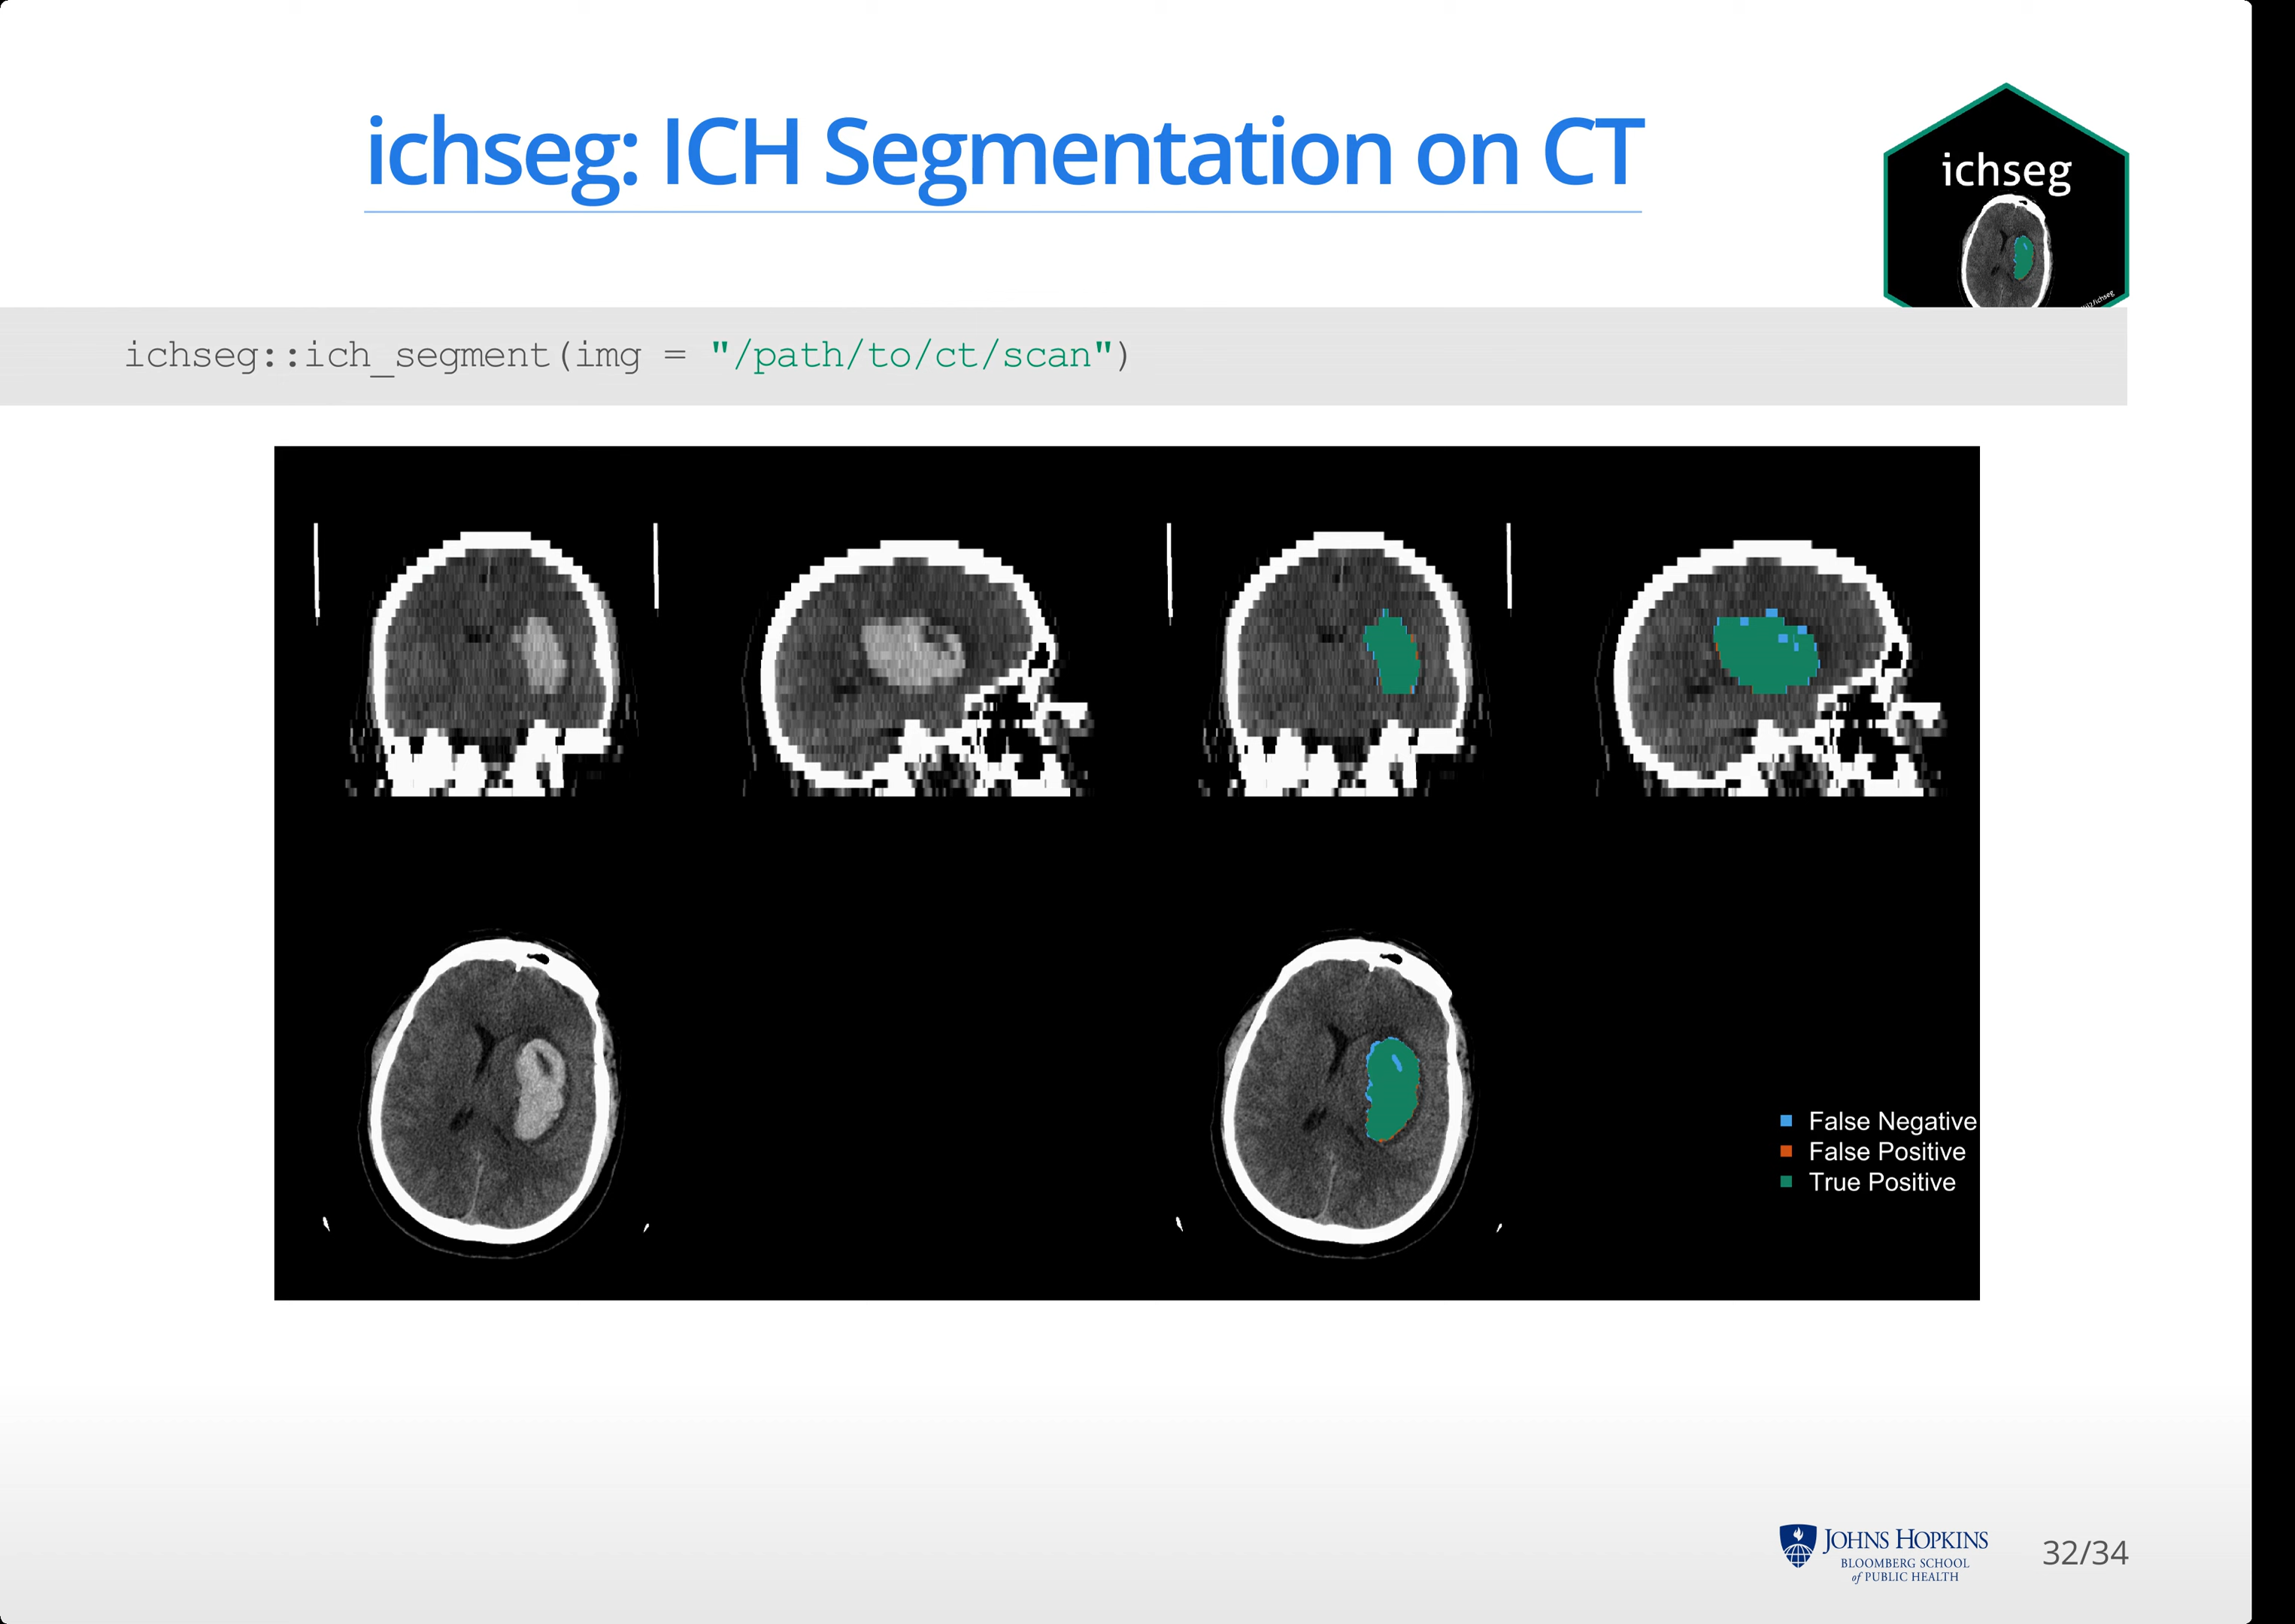 ichseg: ICH Segmentation on CT
ichseg
ichseg::ich_segment(img = "/path/to/ct/scan")
False Negative
False Positive
True Positive
JOHNS HOPKINS
BLOOMBERG SCHOOL
of PUBLIC HEALTH
32/34